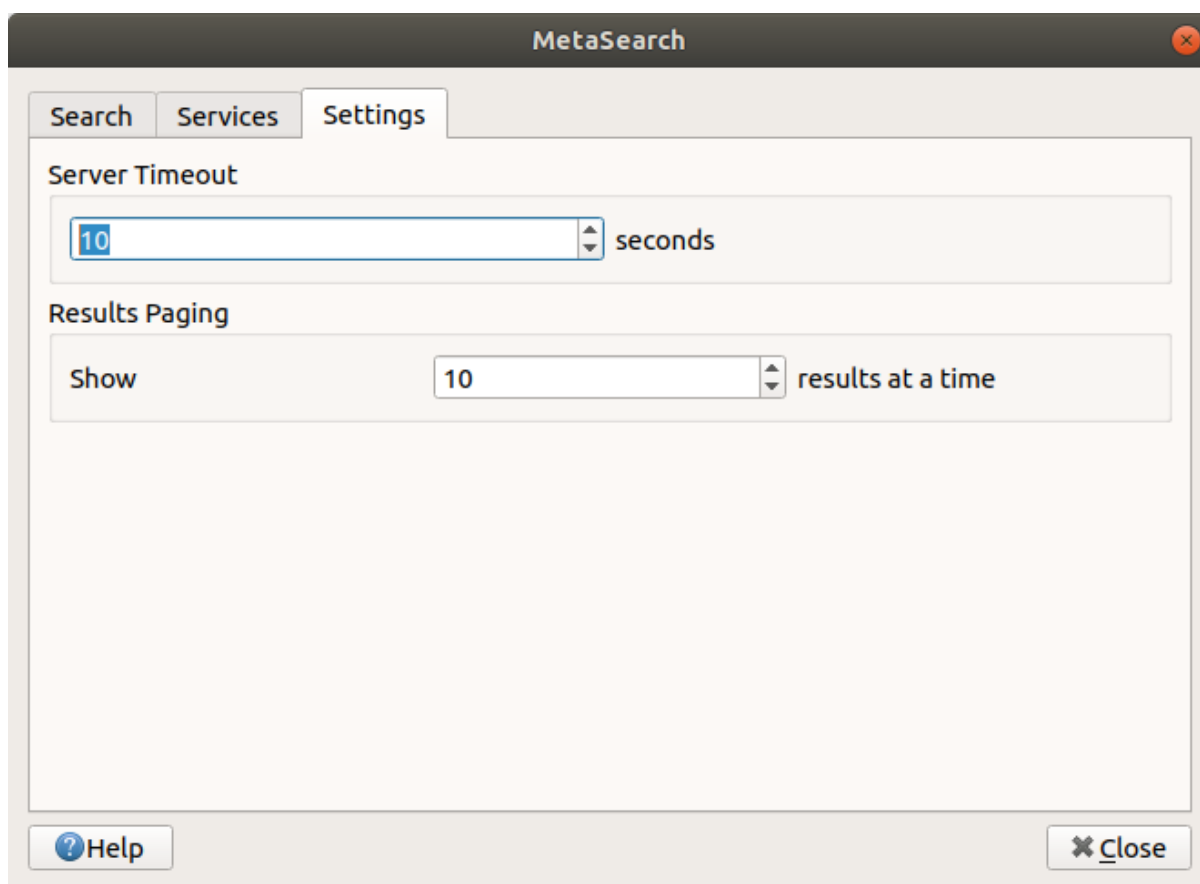 MetaSearch
Search Services Settings
Server Timeout
10 seconds
Results Paging
Show 10 results at a time
Help Close